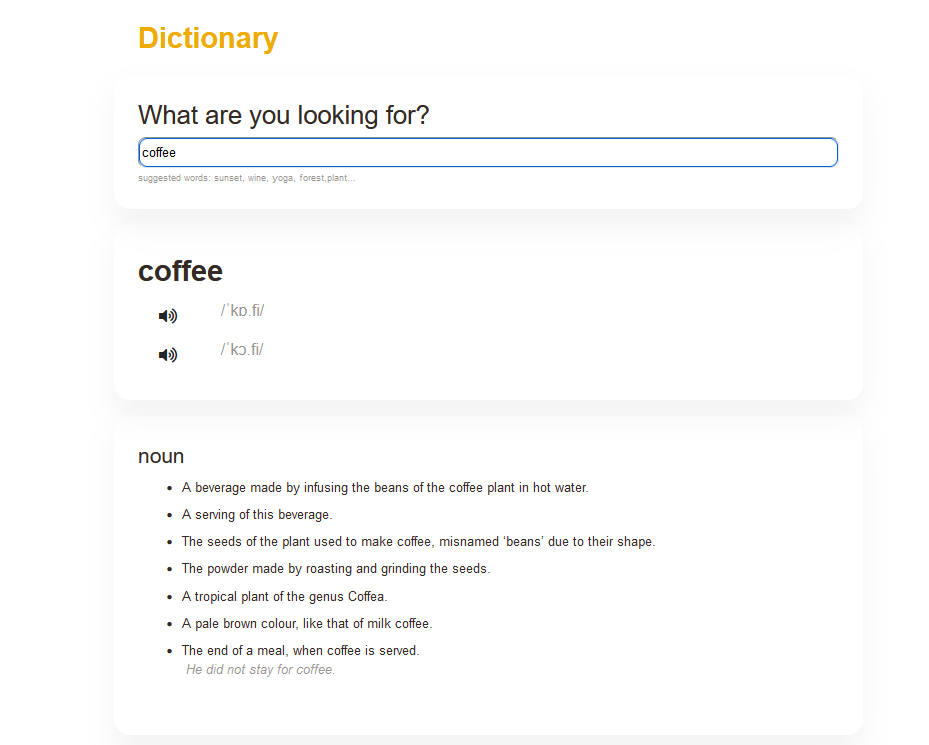 Dictionary
What are you looking for?
coffee
suggested words: sunset, wine, yoga, forest,plant...
coffee
/ˈkɒ.fi/
/ˈkɔ.fi/
noun
A beverage made by infusing the beans of the coffee plant in hot water.
A serving of this beverage.
The seeds of the plant used to make coffee, misnamed ‘beans’ due to their shape.
The powder made by roasting and grinding the seeds.
A tropical plant of the genus Coffea.
A pale brown colour, like that of milk coffee.
The end of a meal, when coffee is served.
He did not stay for coffee.